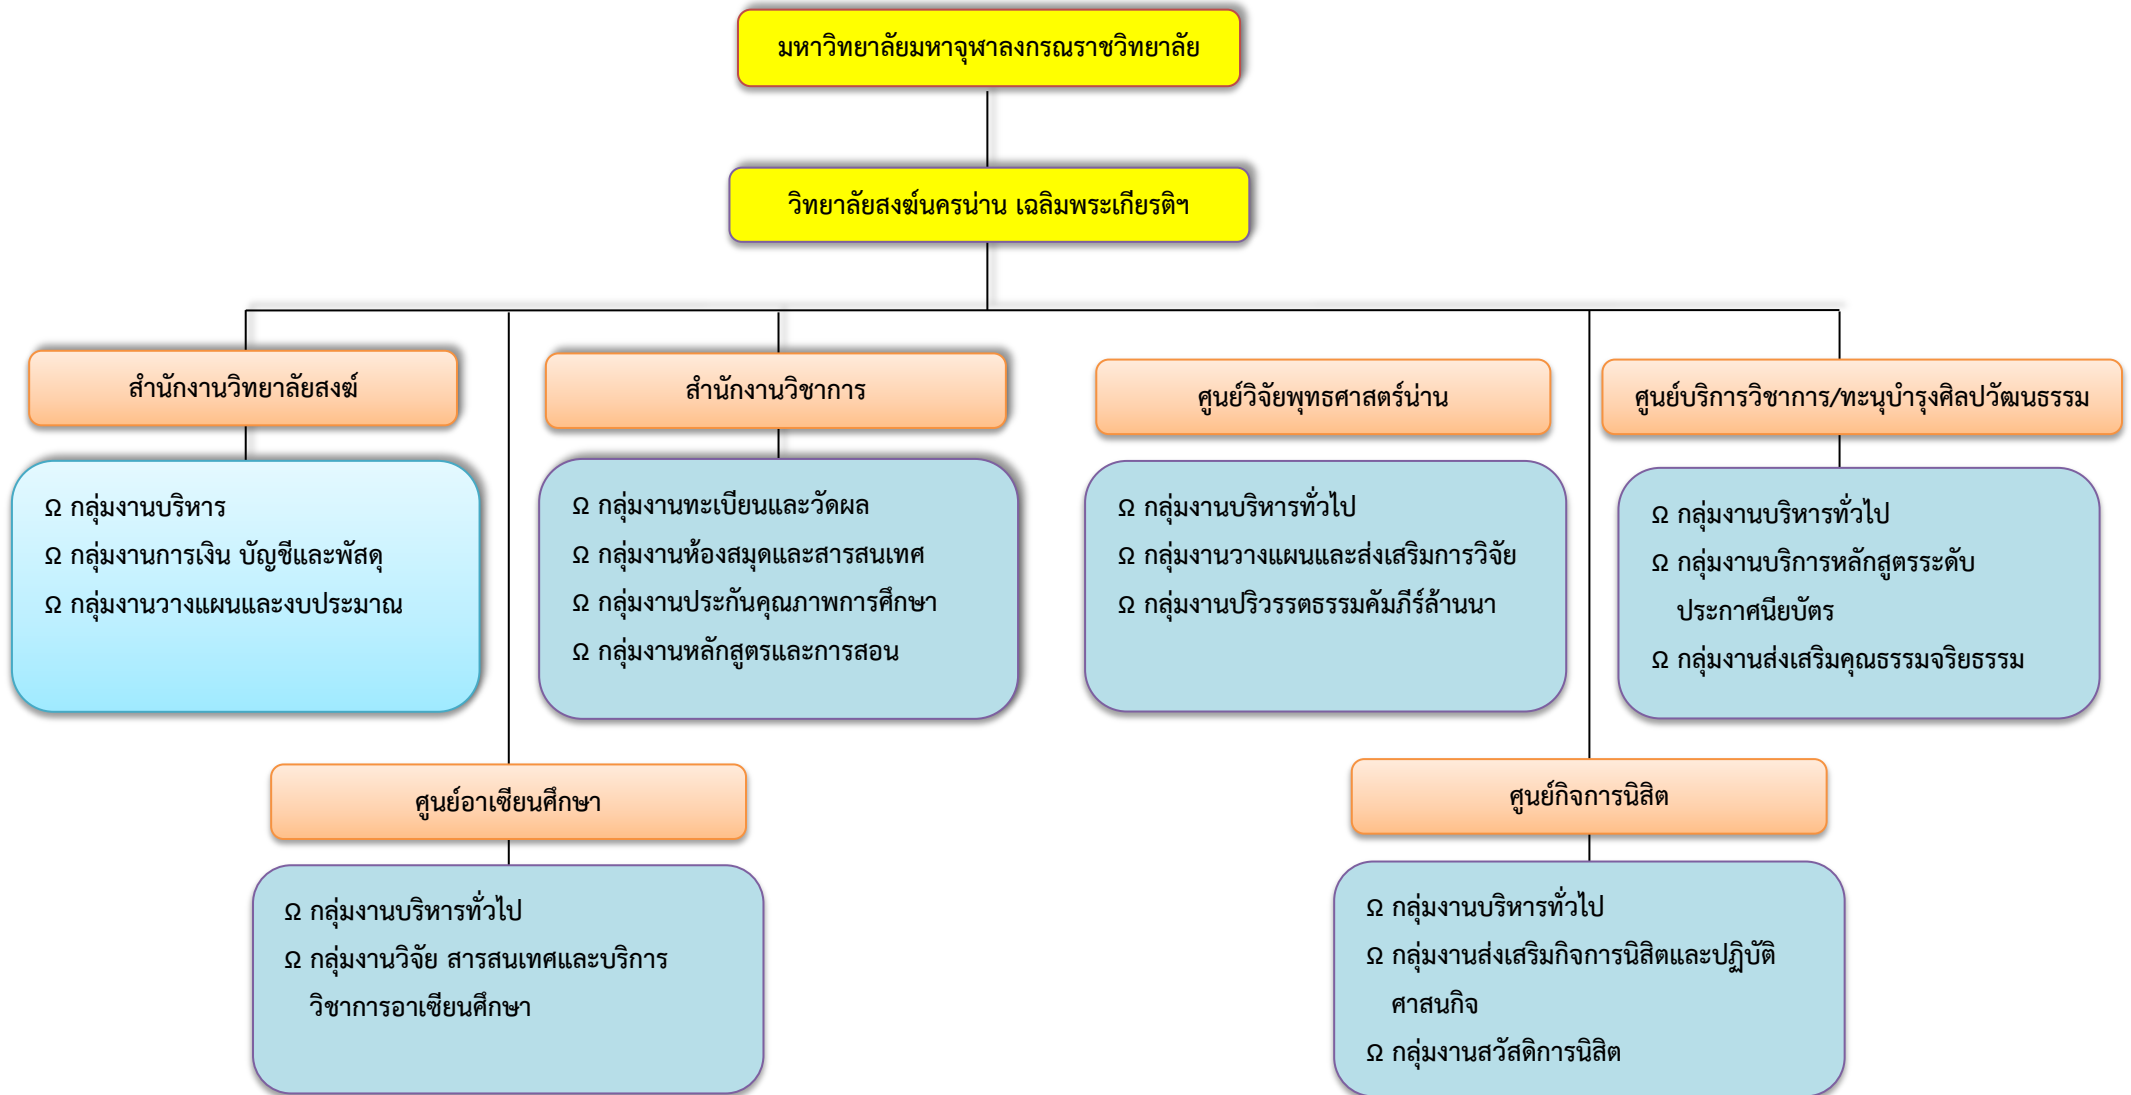 มหาวิทยาลัยมหาจุฬาลงกรณราชวิทยาลัย
วิทยาลัยสงฆ์นครน่าน เฉลิมพระเกียรติฯ
สำนักงานวิทยาลัยสงฆ์
Ω กลุ่มงานบริหาร
Ω กลุ่มงานการเงิน บัญชีและพัสดุ
Ω กลุ่มงานวางแผนและงบประมาณ
สำนักงานวิชาการ
Ω กลุ่มงานทะเบียนและวัดผล
Ω กลุ่มงานห้องสมุดและสารสนเทศ
Ω กลุ่มงานประกันคุณภาพการศึกษา
Ω กลุ่มงานหลักสูตรและการสอน
ศูนย์วิจัยพุทธศาสตร์น่าน
Ω กลุ่มงานบริหารทั่วไป
Ω กลุ่มงานวางแผนและส่งเสริมการวิจัย
Ω กลุ่มงานปริวรรตธรรมคัมภีร์ล้านนา
ศูนย์บริการวิชาการ/ทะนุบำรุงศิลปวัฒนธรรม
Ω กลุ่มงานบริหารทั่วไป
Ω กลุ่มงานบริการหลักสูตรระดับ
ประกาศนียบัตร
Ω กลุ่มงานส่งเสริมคุณธรรมจริยธรรม
ศูนย์อาเซียนศึกษา
Ω กลุ่มงานบริหารทั่วไป
Ω กลุ่มงานวิจัย สารสนเทศและบริการ
วิชาการอาเซียนศึกษา
ศูนย์กิจการนิสิต
Ω กลุ่มงานบริหารทั่วไป
Ω กลุ่มงานส่งเสริมกิจการนิสิตและปฏิบัติ
ศาสนกิจ
Ω กลุ่มงานสวัสดิการนิสิต